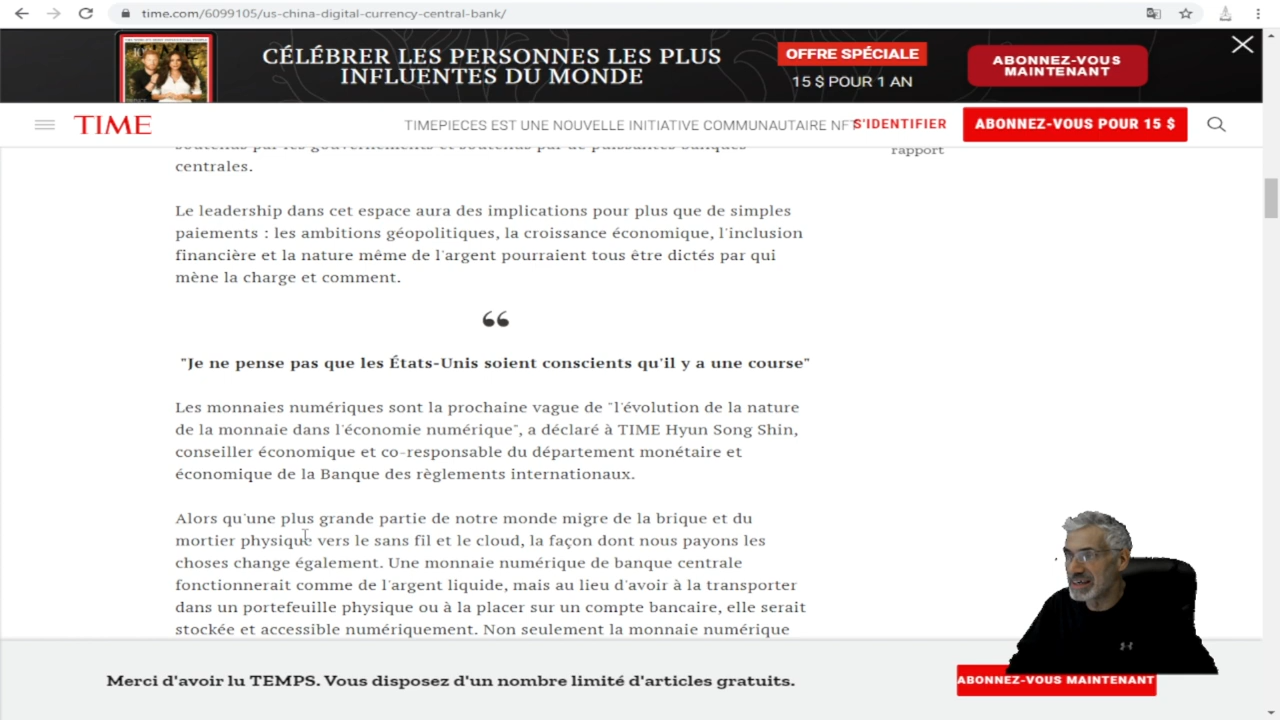 time.com/6099105/us-china-digital-currency-central-bank/
CÉLÉBRER LES PERSONNES LES PLUS
INFLUENTES DU MONDE
OFFRE SPÉCIALE
15 $ POUR 1 AN
ABONNEZ-VOUS
MAINTENANT
TIME
TIMEPIECES EST UNE NOUVELLE INITIATIVE COMMUNAUTAIRE NFT
S'IDENTIFIER
ABONNEZ-VOUS POUR 15 $
soutenus par les gouvernements et soutenus par de puissantes banques
centrales.
rapport
Le leadership dans cet espace aura des implications pour plus que de simples
paiements : les ambitions géopolitiques, la croissance économique, l'inclusion
financière et la nature même de l'argent pourraient tous être dictés par qui
mène la charge et comment.
"Je ne pense pas que les États-Unis soient conscients qu'il y a une course"
Les monnaies numériques sont la prochaine vague de "l'évolution de la nature
de la monnaie dans l'économie numérique", a déclaré à TIME Hyun Song Shin,
conseiller économique et co-responsable du département monétaire et
économique de la Banque des règlements internationaux.
Alors qu'une plus grande partie de notre monde migre de la brique et du
mortier physique vers le sans fil et le cloud, la façon dont nous payons les
choses change également. Une monnaie numérique de banque centrale
fonctionnerait comme de l'argent liquide, mais au lieu d'avoir à la transporter
dans un portefeuille physique ou à la placer sur un compte bancaire, elle serait
stockée et accessible numériquement. Non seulement la monnaie numérique
Merci d'avoir lu TEMPS. Vous disposez d'un nombre limité d'articles gratuits.
ABONNEZ-VOUS MAINTENANT